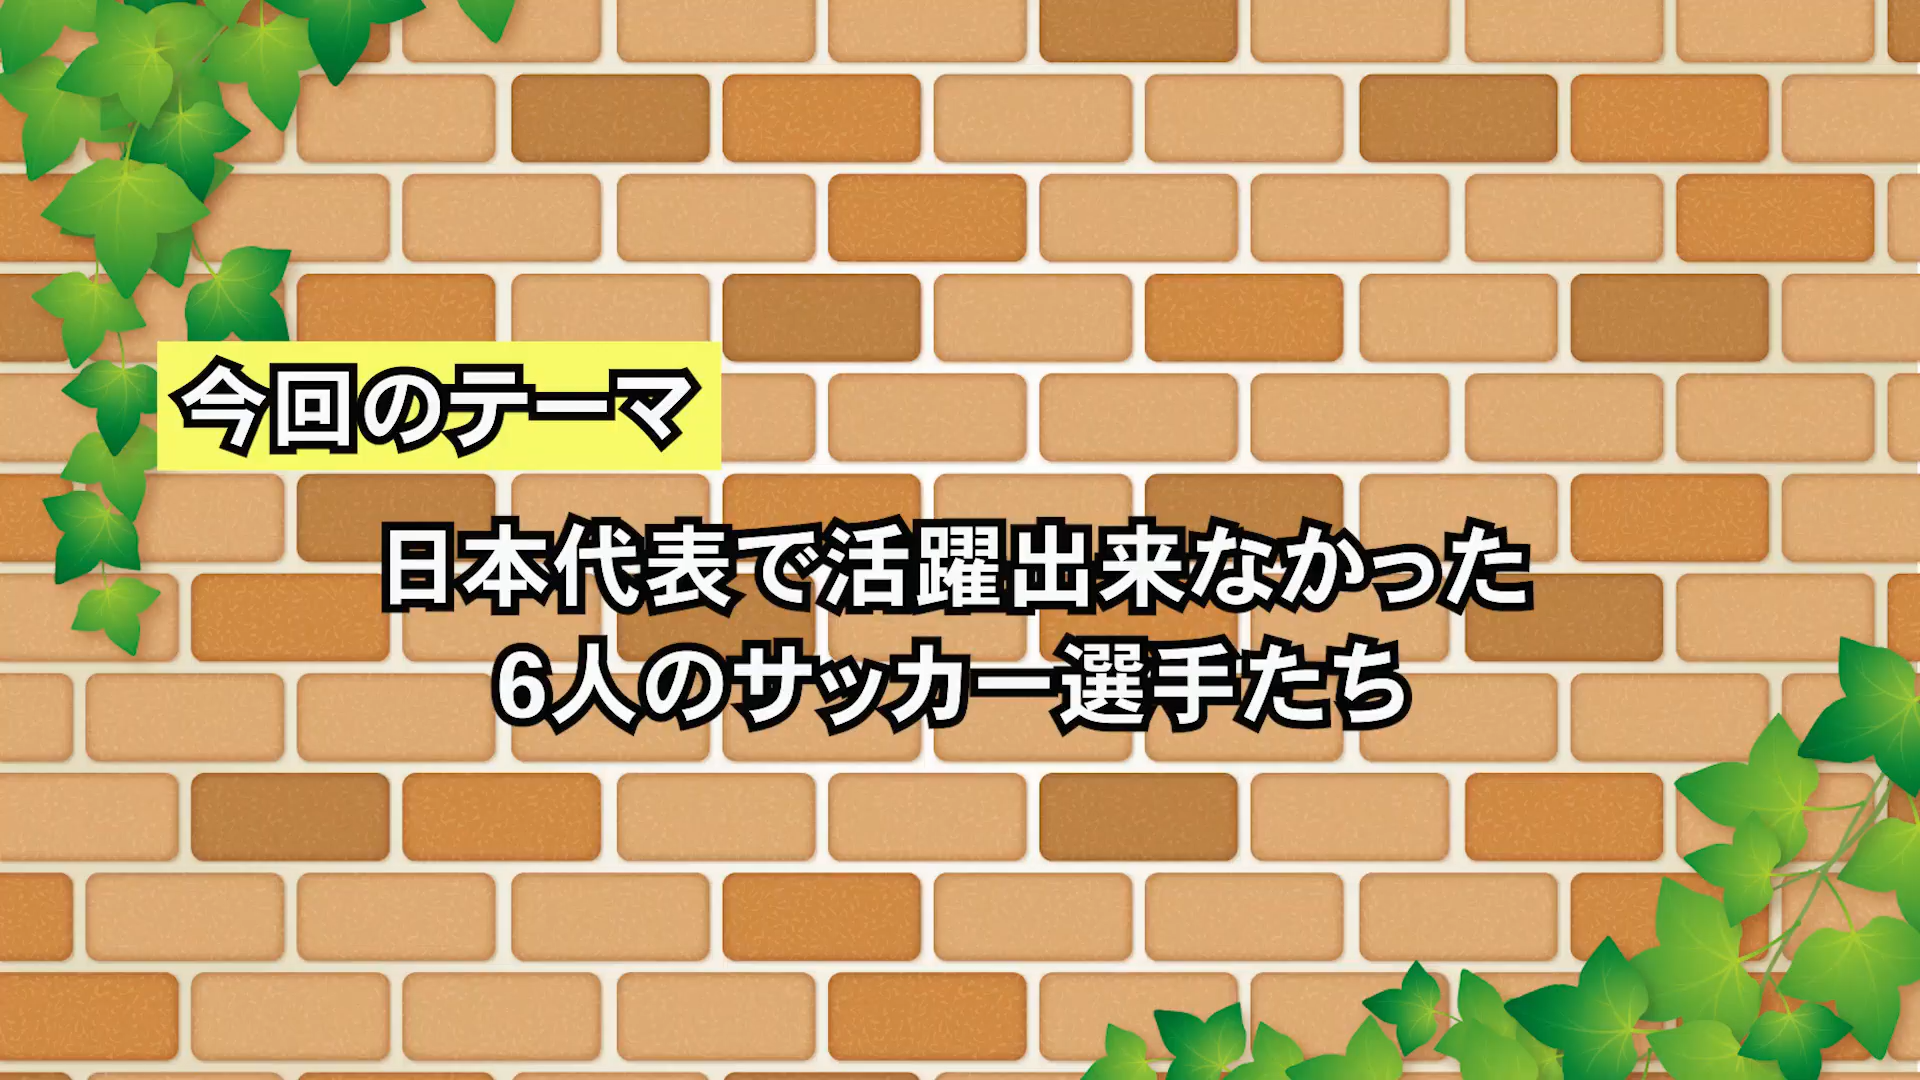 今回のテーマ
日本代表で活躍出来なかった
6人のサッカー選手たち